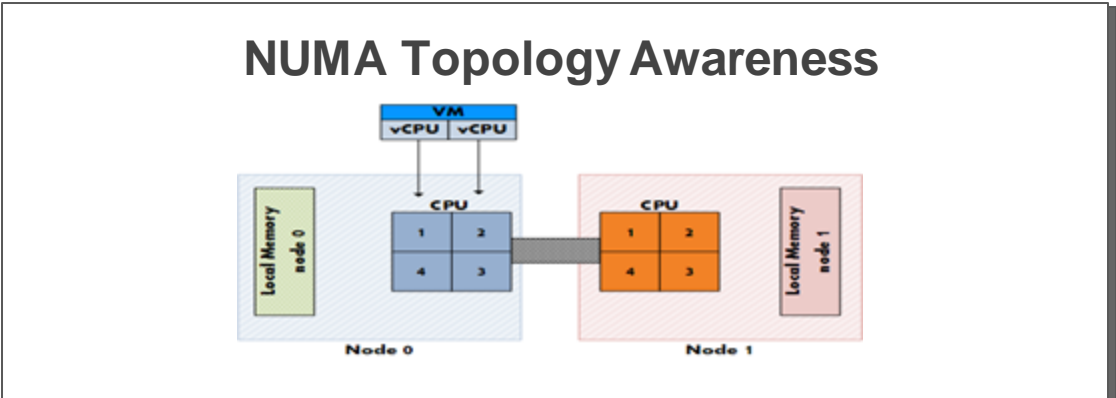 NUMA Topology Awareness
VM
vCPU vCPU
CPU
1 2
4 3
Local Memory
node 0
Node 0
CPU
1 2
4 3
Local Memory
node 1
Node 1